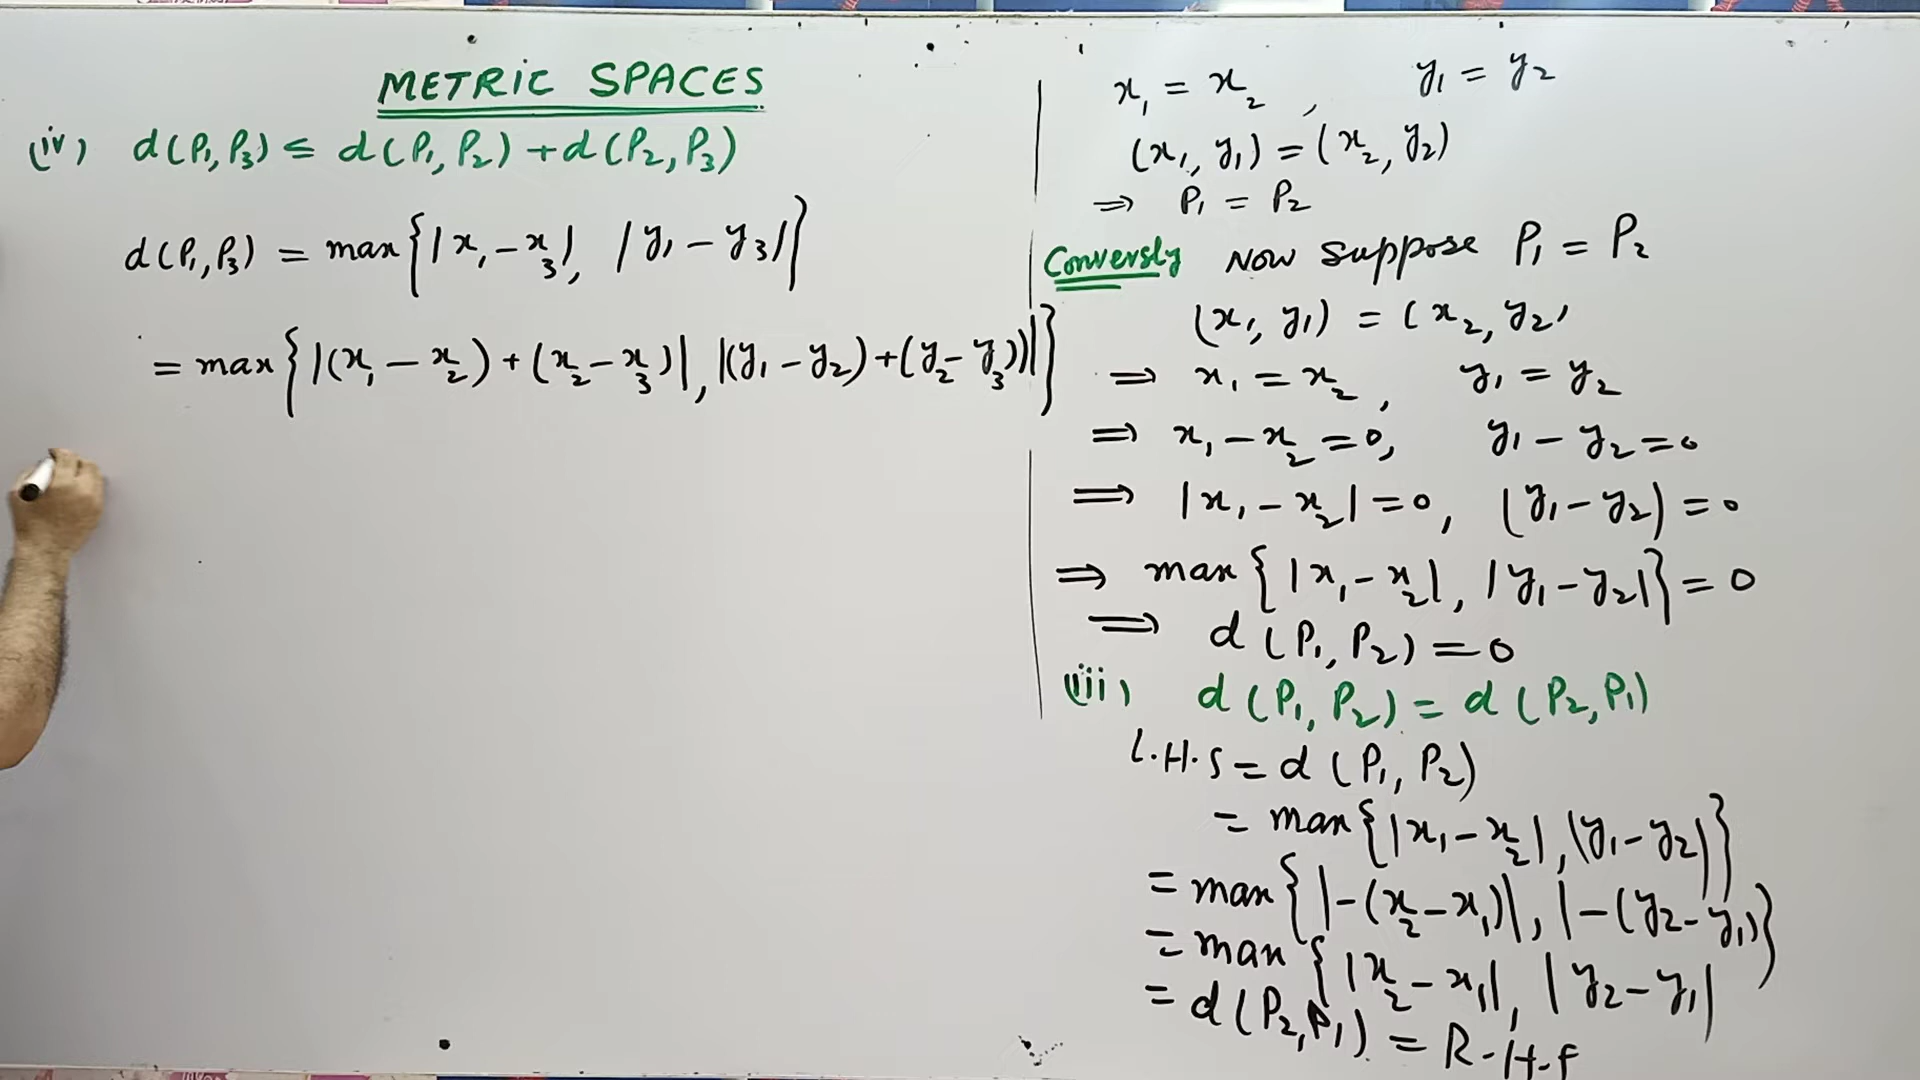 METRIC SPACES
(iv) d(P₁,P₃) ≤ d(P₁,P₂)+d(P₂,P₃)
d(P₁,P₃) = max{|x₁-x₃|, |y₁-y₃|}
= max{|(x₁-x₂)+(x₂-x₃)|, |(y₁-y₂)+(y₂-y₃)|}
x₁ = x₂ , y₁ = y₂
(x₁, y₁) = (x₂, y₂)
⇒ P₁ = P₂
Conversly Now suppose P₁ = P₂
(x₁, y₁) = (x₂, y₂)
⇒ x₁ = x₂ , y₁ = y₂
⇒ x₁-x₂ = 0, y₁-y₂ = 0
⇒ |x₁-x₂| = 0, |y₁-y₂| = 0
⇒ max{|x₁-x₂|, |y₁-y₂|} = 0
⇒ d(P₁,P₂) = 0
(iii) d(P₁,P₂) = d(P₂,P₁)
L.H.S = d(P₁,P₂)
= max{|x₁-x₂|, |y₁-y₂|}
= max{|-(x₂-x₁)|, |-(y₂-y₁)}
= max{|x₂-x₁|, |y₂-y₁|
= d(P₂,P₁) = R.H.S